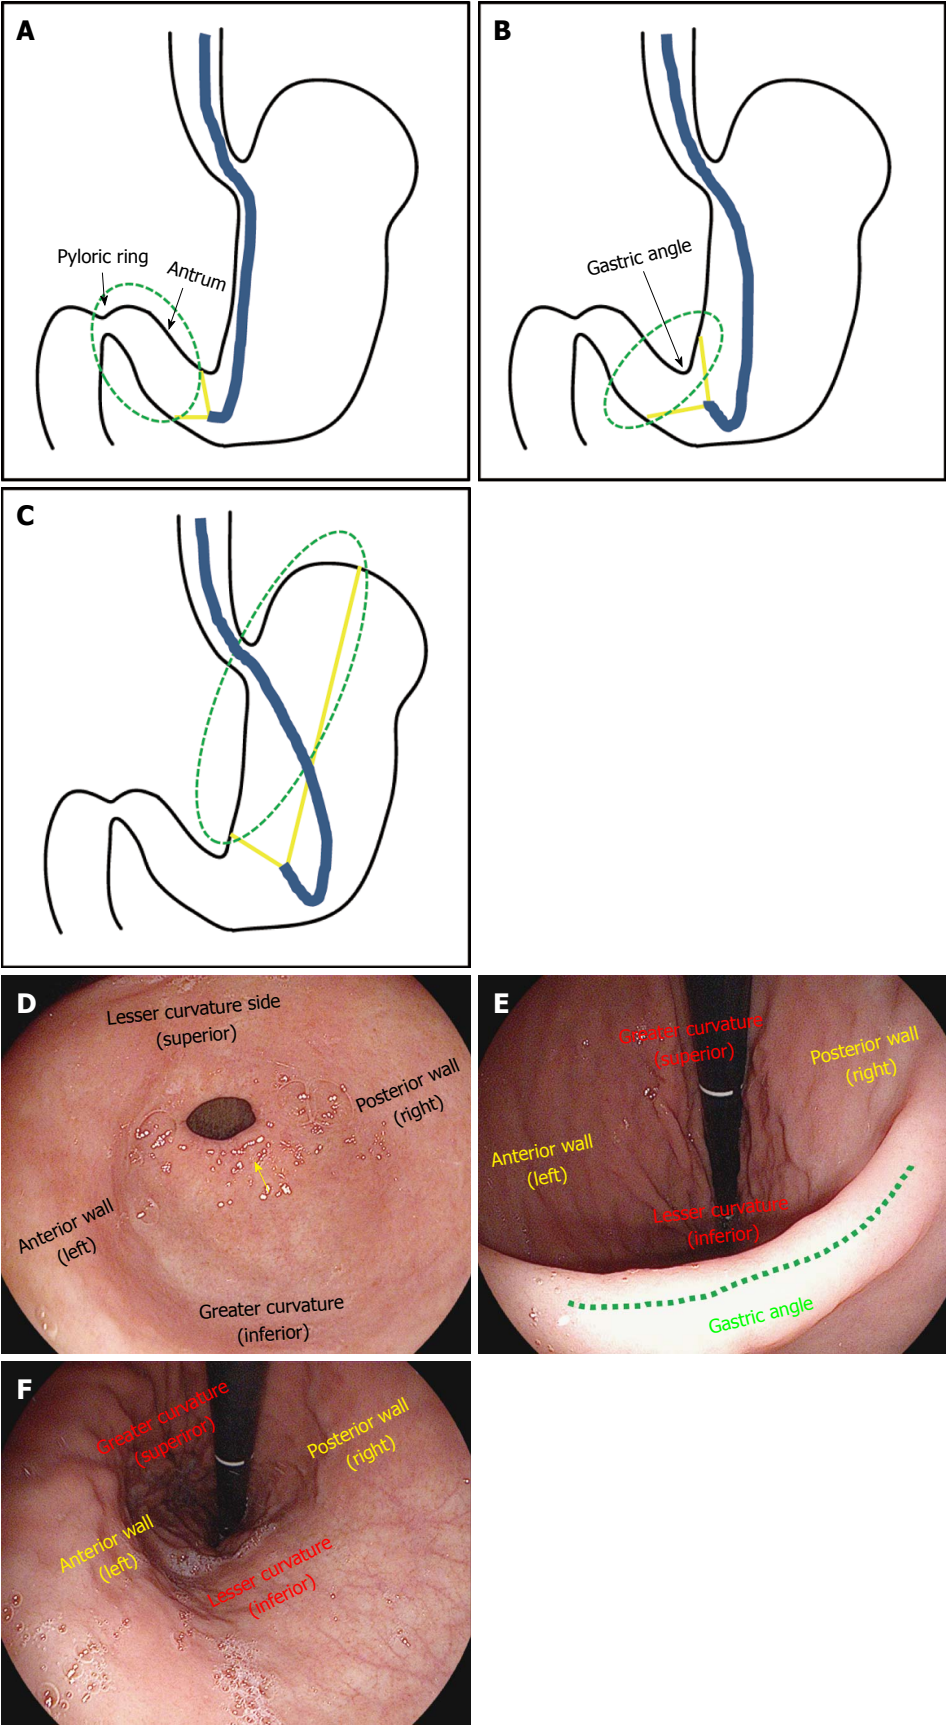 A
Pyloric ring
Antrum
B
Gastric angle
C
D
Lesser curvature side
(superior)
Posterior wall
(right)
Anterior wall
(left)
Greater curvature
(inferior)
E
Greater curvature
(superior)
Posterior wall
(right)
Anterior wall
(left)
Lesser curvature
(inferior)
Gastric angle
F
Greater curvature
(superiror)
Posterior wall
(right)
Anterior wall
(left)
Lesser curvature
(inferior)